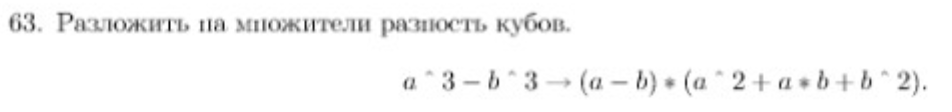 63. Разложить на множители разность кубов.
a ^ 3 − b ^ 3 → (a − b) * (a ^ 2 + a * b + b ^ 2).